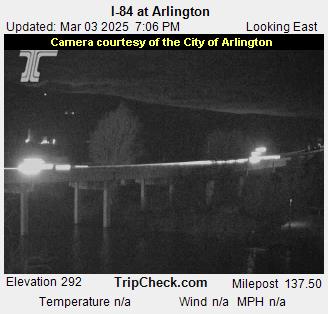 I-84 at Arlington
Updated: Mar 03 2025 7:06 PM Looking East
Camera courtesy of the City of Arlington
Elevation 292 TripCheck.com Milepost 137.50
Temperature n/a Wind n/a MPH n/a